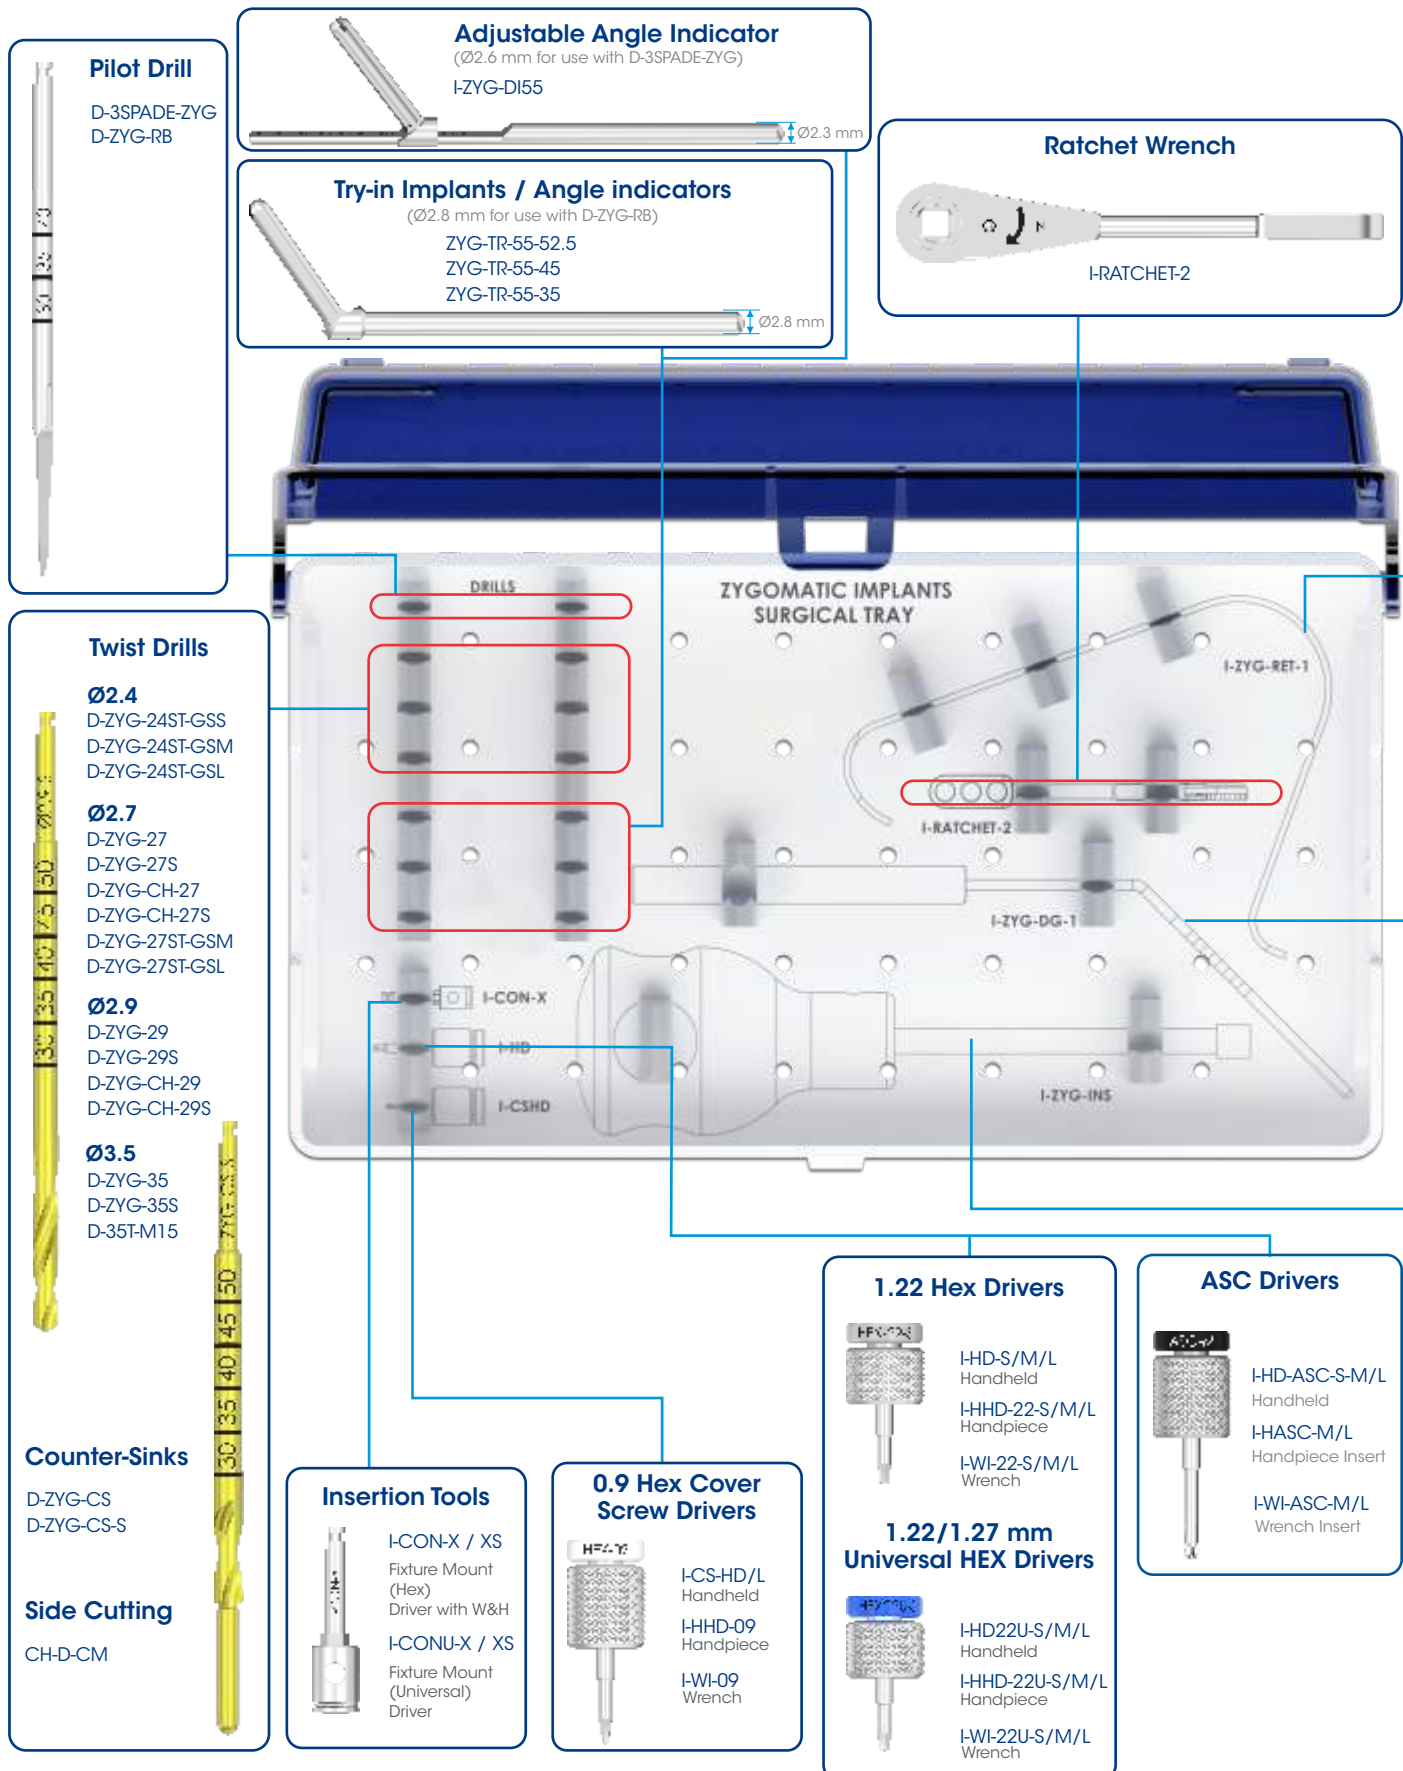 Pilot Drill
D-3SPADE-ZYG
D-ZYG-RB
Adjustable Angle Indicator
(Ø2.6 mm for use with D-3SPADE-ZYG)
I-ZYG-DI55
Ø2.3 mm
Try-in Implants / Angle indicators
(Ø2.8 mm for use with D-ZYG-RB)
ZYG-TR-55-52.5
ZYG-TR-55-45
ZYG-TR-55-35
Ø2.8 mm
Ratchet Wrench
I-RATCHET-2
DRILLS
ZYGOMATIC IMPLANTS
SURGICAL TRAY
I-ZYG-RET-1
I-RATCHET-2
I-ZYG-DG-1
I-CON-X
I-HD
I-CSHD
I-ZYG-INS
Twist Drills
Ø2.4
D-ZYG-24ST-GSS
D-ZYG-24ST-GSM
D-ZYG-24ST-GSL
Ø2.7
D-ZYG-27
D-ZYG-27S
D-ZYG-CH-27
D-ZYG-CH-27S
D-ZYG-27ST-GSM
D-ZYG-27ST-GSL
Ø2.9
D-ZYG-29
D-ZYG-29S
D-ZYG-CH-29
D-ZYG-CH-29S
Ø3.5
D-ZYG-35
D-ZYG-35S
D-35T-M15
30 35 40 45 50
30 35 40 45 50
Counter-Sinks
D-ZYG-CS
D-ZYG-CS-S
Side Cutting
CH-D-CM
Insertion Tools
I-CON-X / XS
Fixture Mount
(Hex)
Driver with W&H
I-CONU-X / XS
Fixture Mount
(Universal)
Driver
0.9 Hex Cover
Screw Drivers
I-CS-HD/L
Handheld
I-HHD-09
Handpiece
I-WI-09
Wrench
1.22 Hex Drivers
I-HD-S/M/L
Handheld
I-HHD-22-S/M/L
Handpiece
I-WI-22-S/M/L
Wrench
1.22/1.27 mm
Universal HEX Drivers
I-HD22U-S/M/L
Handheld
I-HHD-22U-S/M/L
Handpiece
I-WI-22U-S/M/L
Wrench
ASC Drivers
I-HD-ASC-S-M/L
Handheld
I-HASC-M/L
Handpiece Insert
I-WI-ASC-M/L
Wrench Insert